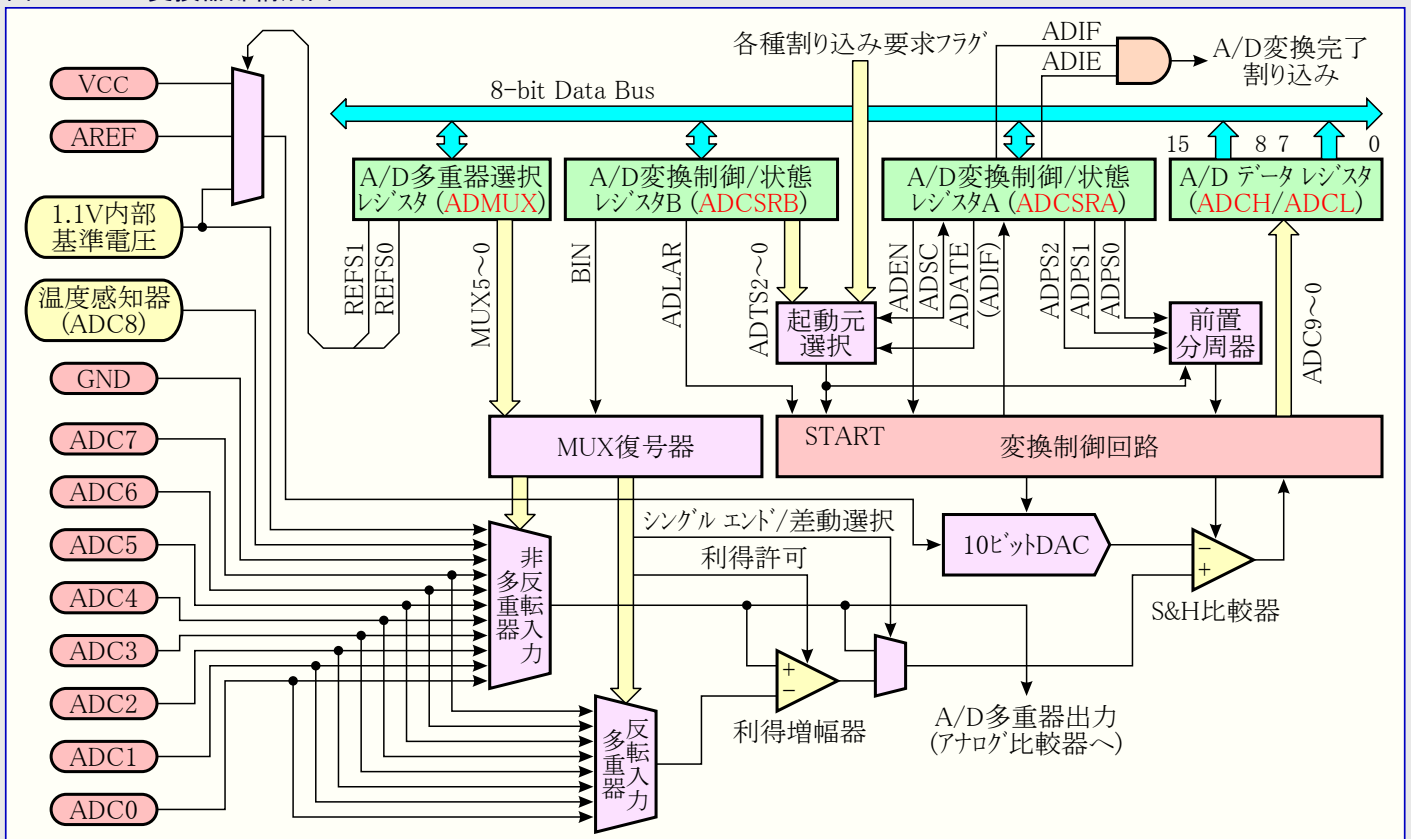 各種割り込み要求フラグ
ADIF
ADIE
A/D変換完了
割り込み
VCC
AREF
1.1V内部
基準電圧
温度感知器
(ADC8)
GND
ADC7
ADC6
ADC5
ADC4
ADC3
ADC2
ADC1
ADC0
8-bit Data Bus
15
8 7
0
A/D多重器選択
レジスタ (ADMUX)
A/D変換制御/状態
レジスタB (ADCSRB)
A/D変換制御/状態
レジスタA (ADCSRA)
A/D データ レジスタ
(ADCH/ADCL)
REFS1
REFS0
MUX5～0
BIN
ADLAR
ADTS2～0
ADEN
ADSC
ADATE
(ADIF)
ADPS2
ADPS1
ADPS0
ADC9～0
起動元
選択
前置
分周器
MUX復号器
START
変換制御回路
シングル エンド/差動選択
利得許可
10ビットDAC
−
+
S&H比較器
非反転入力
多重器
反転入力
多重器
+
−
利得増幅器
A/D多重器出力
(アナログ比較器へ)